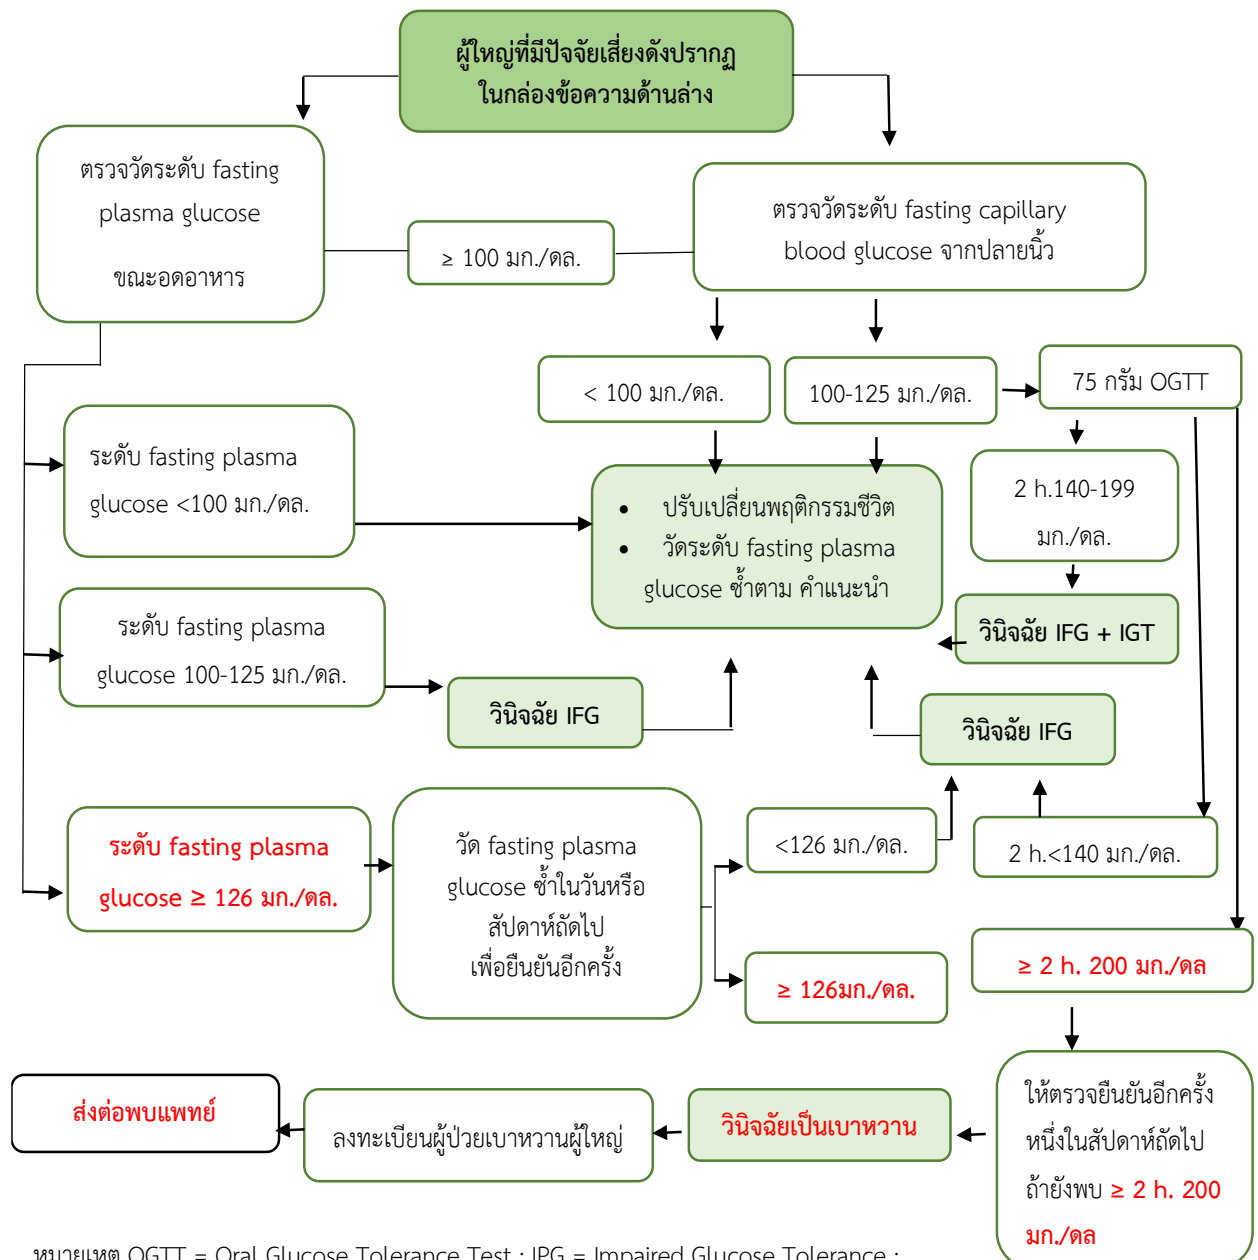 ผู้ใหญ่ที่มีปัจจัยเสี่ยงดังปรากฏ
ในกล่องข้อความด้านล่าง
ตรวจวัดระดับ fasting
plasma glucose
ขณะอดอาหาร
≥ 100 มก./ดล.
ตรวจวัดระดับ fasting capillary
blood glucose จากปลายนิ้ว
< 100 มก./ดล.
100-125 มก./ดล.
75 กรัม OGTT
ระดับ fasting plasma
glucose <100 มก./ดล.
• ปรับเปลี่ยนพฤติกรรมชีวิต
• วัดระดับ fasting plasma
glucose ซ้ำตาม คำแนะนำ
2 h.140-199
มก./ดล.
ระดับ fasting plasma
glucose 100-125 มก./ดล.
วินิจฉัย IFG + IGT
วินิจฉัย IFG
วินิจฉัย IFG
ระดับ fasting plasma
glucose ≥ 126 มก./ดล.
วัด fasting plasma
glucose ซ้ำในวันหรือ
สัปดาห์ถัดไป
เพื่อยืนยันอีกครั้ง
<126 มก./ดล.
2 h.<140 มก./ดล.
≥ 126มก./ดล.
≥ 2 h. 200 มก./ดล
ให้ตรวจยืนยันอีกครั้ง
หนึ่งในสัปดาห์ถัดไป
ถ้ายังพบ ≥ 2 h. 200
มก./ดล
วินิจฉัยเป็นเบาหวาน
ลงทะเบียนผู้ป่วยเบาหวานผู้ใหญ่
ส่งต่อพบแพทย์
หมายเหตุ OGTT = Oral Glucose Tolerance Test ; IPG = Impaired Glucose Tolerance ;